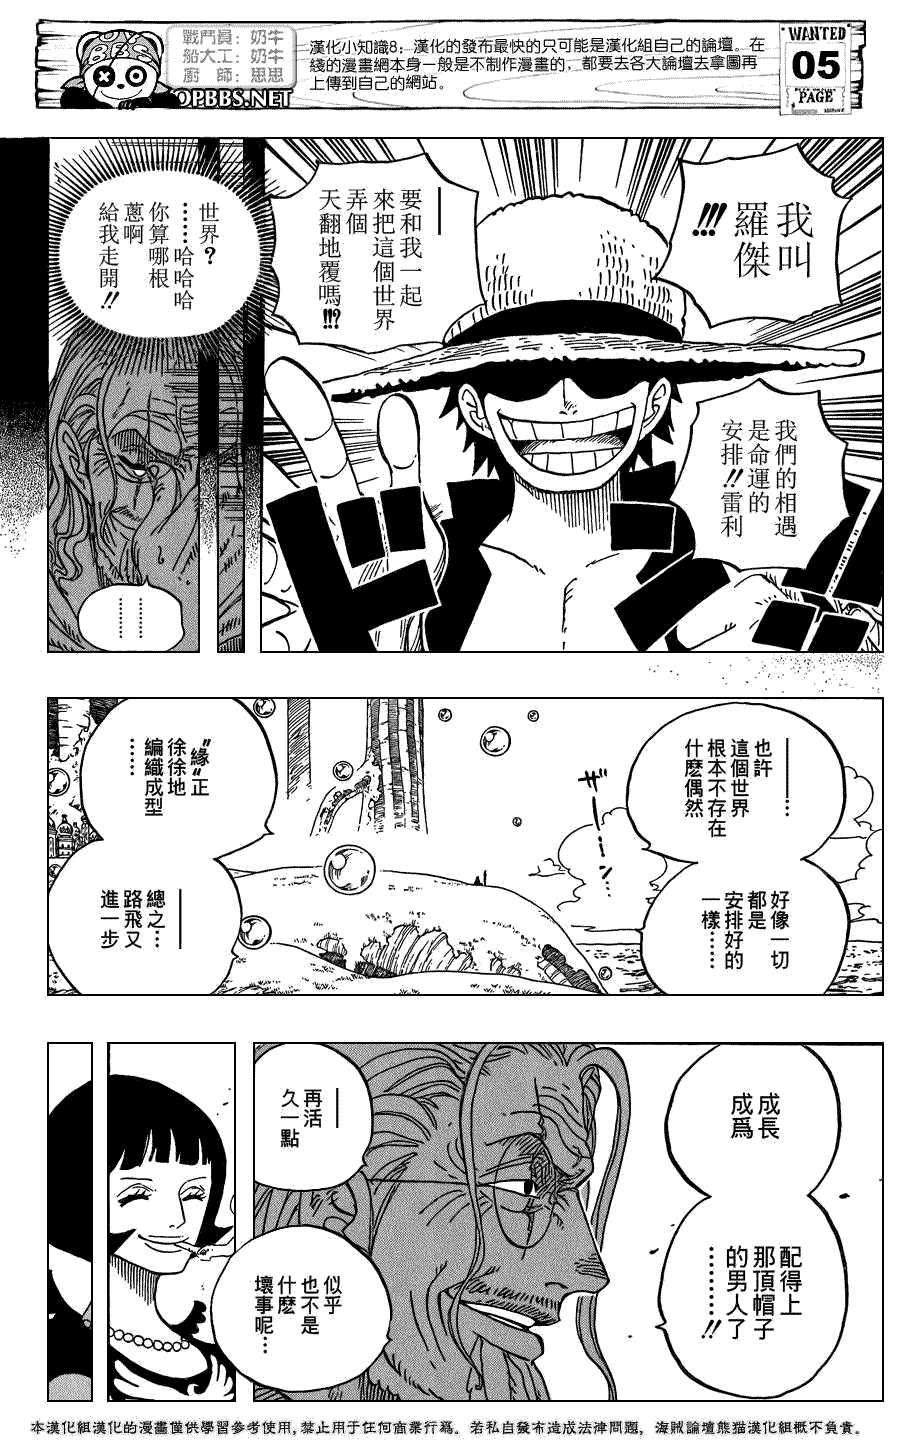 戰鬥員：奶牛
船大工：奶牛
廚　師：思思
OPBBS.NET
漢化小知識8：漢化的發布最快的只可能是漢化組自己的論壇。在
綫的漫畫網本身一般是不制作漫畫的，都要去各大論壇去拿圖再
上傳到自己的網站。
WANTED
05
PAGE
我叫
羅傑
!!!
──
要和我一起
來把這個世界
弄個
天翻地覆嗎!!!?
我們的相遇
是命運的
安排!!雷利
世界?
……哈哈哈
你算哪根
蔥啊
給我走開!!
………
ドン
──…
也許
這個世界
根本不存在
什麼偶然
好像一切
都是
安排好的
一樣……
ザザ…ン…
“緣”正
徐徐地
編織成型
……
──
總之…
路飛又
進一步
成長
成爲
配得上
那頂帽子
的男人了
……!!
──
再活
久一點
似乎
也不是
什麽
壞事呢…
本漢化組漢化的漫畫僅供學習參考使用,禁止用于任何商業行爲。若私自發布造成法律問題，海賊論壇熊猫漢化組概不負責。